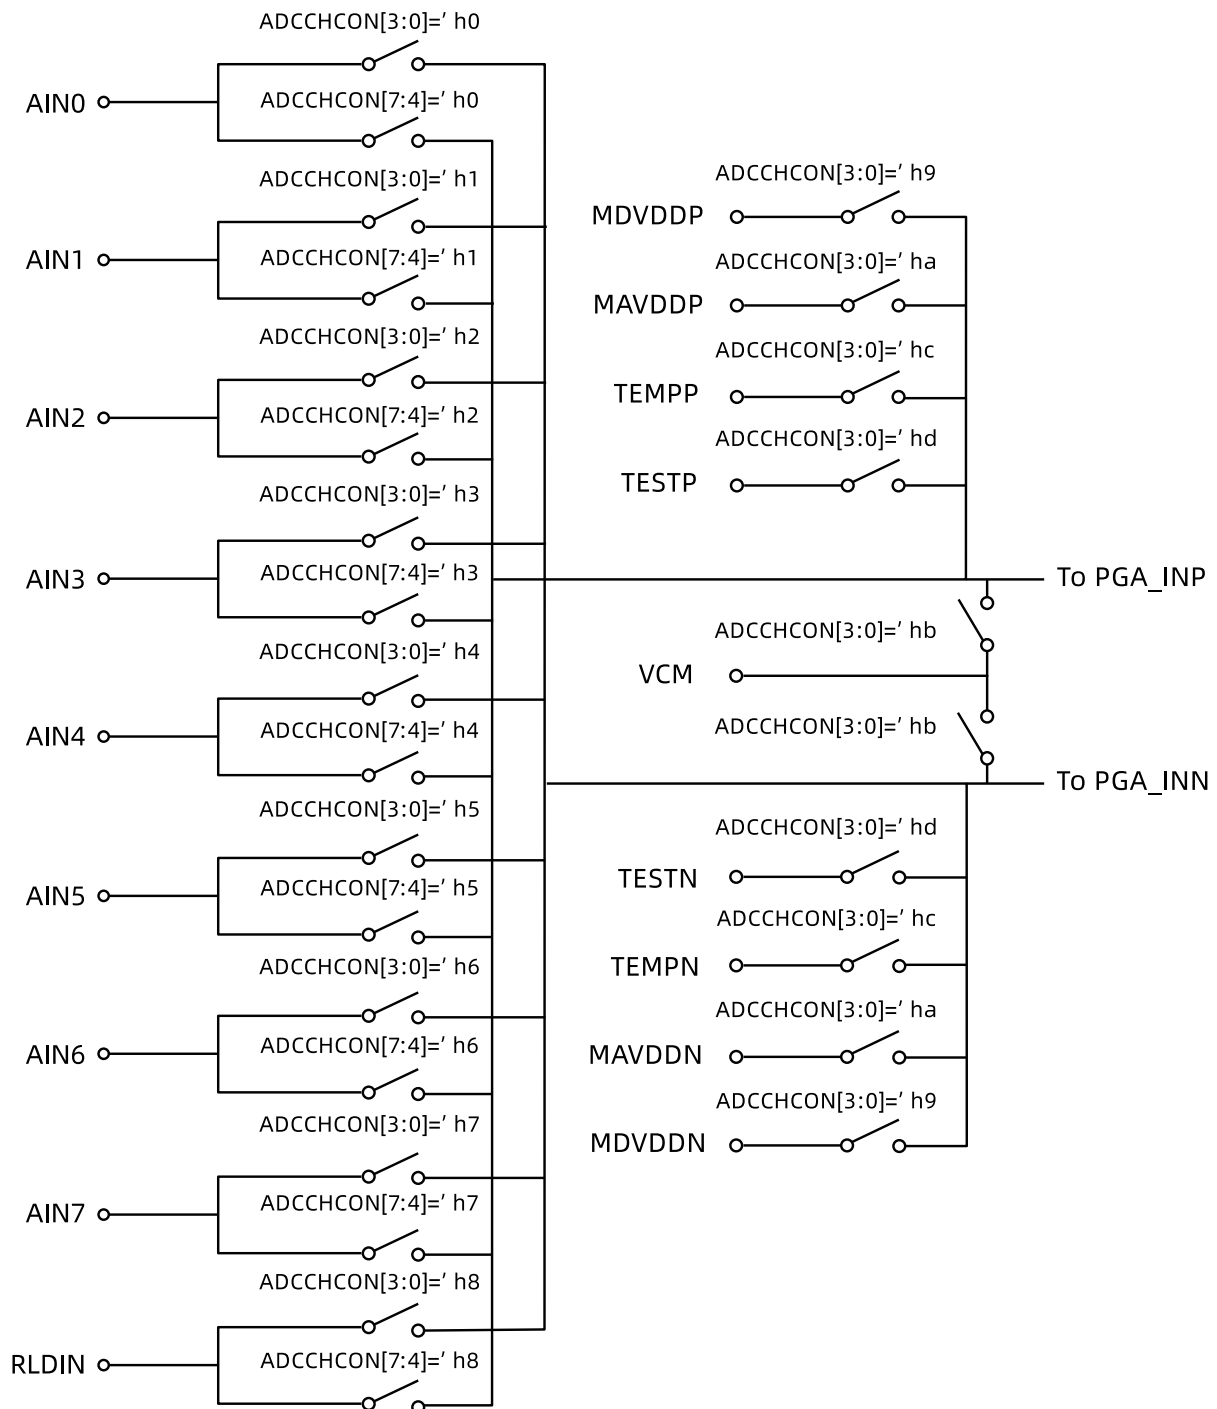 ADCCHCON[3:0]=' h0
AIN0
ADCCHCON[7:4]=' h0
ADCCHCON[3:0]=' h1
AIN1
ADCCHCON[7:4]=' h1
ADCCHCON[3:0]=' h2
AIN2
ADCCHCON[7:4]=' h2
ADCCHCON[3:0]=' h3
AIN3
ADCCHCON[7:4]=' h3
ADCCHCON[3:0]=' h4
AIN4
ADCCHCON[7:4]=' h4
ADCCHCON[3:0]=' h5
AIN5
ADCCHCON[7:4]=' h5
ADCCHCON[3:0]=' h6
AIN6
ADCCHCON[7:4]=' h6
ADCCHCON[3:0]=' h7
AIN7
ADCCHCON[7:4]=' h7
ADCCHCON[3:0]=' h8
RLDIN
ADCCHCON[7:4]=' h8
ADCCHCON[3:0]=' h9
MDVDDP
ADCCHCON[3:0]=' ha
MAVDDP
ADCCHCON[3:0]=' hc
TEMPP
ADCCHCON[3:0]=' hd
TESTP
To PGA_INP
ADCCHCON[3:0]=' hb
VCM
ADCCHCON[3:0]=' hb
To PGA_INN
ADCCHCON[3:0]=' hd
TESTN
ADCCHCON[3:0]=' hc
TEMPN
ADCCHCON[3:0]=' ha
MAVDDN
ADCCHCON[3:0]=' h9
MDVDDN